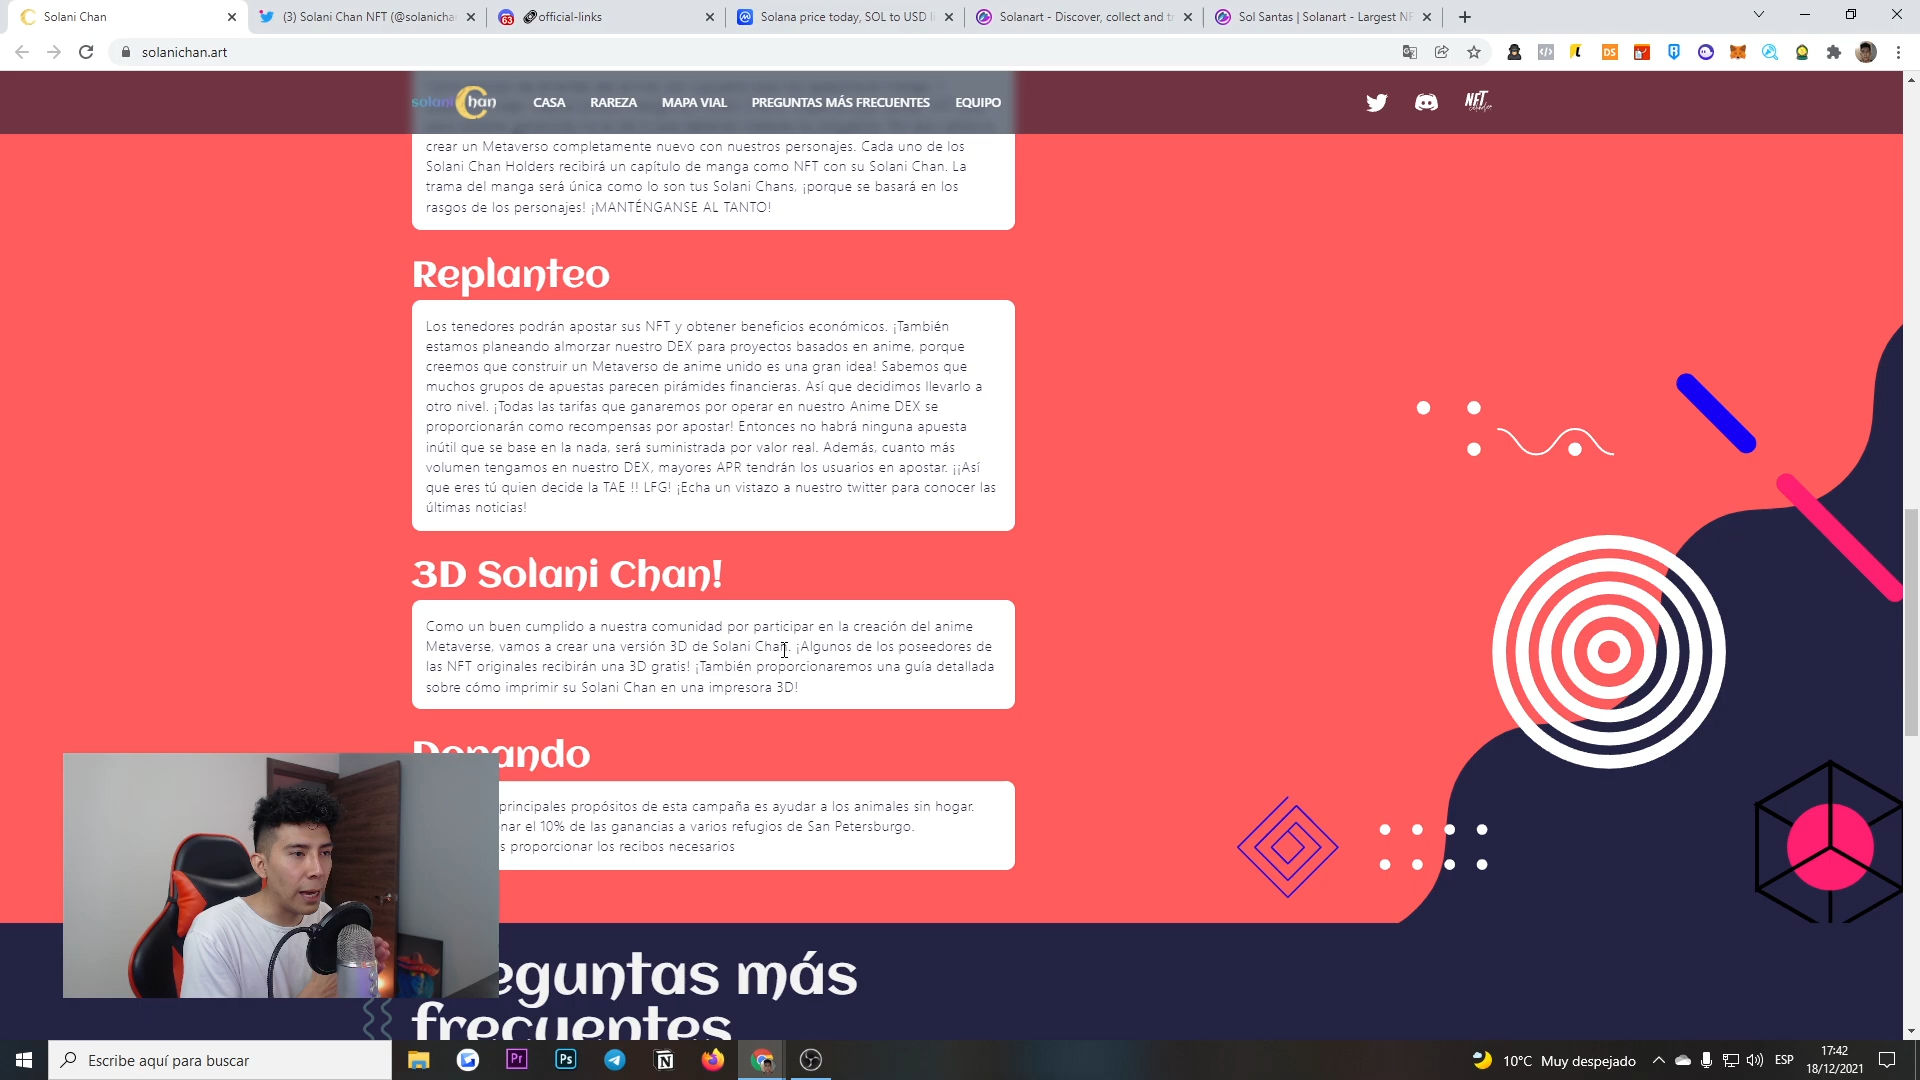 Solani Chan
(3) Solani Chan NFT (@solanicha
63
official-links
Solana price today, SOL to USD li
Solanart - Discover, collect and tr
Sol Santas | Solanart - Largest NF
solanichan.art
DS
solani han
CASA
RAREZA
MAPA VIAL
PREGUNTAS MÁS FRECUENTES
EQUIPO
NFT
crear un Metaverso completamente nuevo con nuestros personajes. Cada uno de los
Solani Chan Holders recibirá un capítulo de manga como NFT con su Solani Chan. La
trama del manga será única como lo son tus Solani Chans, ¡porque se basará en los
rasgos de los personajes! ¡MANTÉNGANSE AL TANTO!
Replanteo
Los tenedores podrán apostar sus NFT y obtener beneficios económicos. ¡También
estamos planeando almorzar nuestro DEX para proyectos basados en anime, porque
creemos que construir un Metaverso de anime unido es una gran idea! Sabemos que
muchos grupos de apuestas parecen pirámides financieras. Así que decidimos llevarlo a
otro nivel. ¡Todas las tarifas que ganaremos por operar en nuestro Anime DEX se
proporcionarán como recompensas por apostar! Entonces no habrá ninguna apuesta
inútil que se base en la nada, será suministrada por valor real. Además, cuanto más
volumen tengamos en nuestro DEX, mayores APR tendrán los usuarios en apostar. ¡¡Así
que eres tú quien decide la TAE !! LFG! ¡Echa un vistazo a nuestro twitter para conocer las
últimas noticias!
3D Solani Chan!
Como un buen cumplido a nuestra comunidad por participar en la creación del anime
Metaverse, vamos a crear una versión 3D de Solani Chan. ¡Algunos de los poseedores de
las NFT originales recibirán una 3D gratis! ¡También proporcionaremos una guía detallada
sobre cómo imprimir su Solani Chan en una impresora 3D!
Donando
principales propósitos de esta campaña es ayudar a los animales sin hogar.
nar el 10% de las ganancias a varios refugios de San Petersburgo.
s proporcionar los recibos necesarios
eguntas más
frecuentes
Escribe aquí para buscar
Pr
Ps
10°C Muy despejado
ESP
17:42
18/12/2021